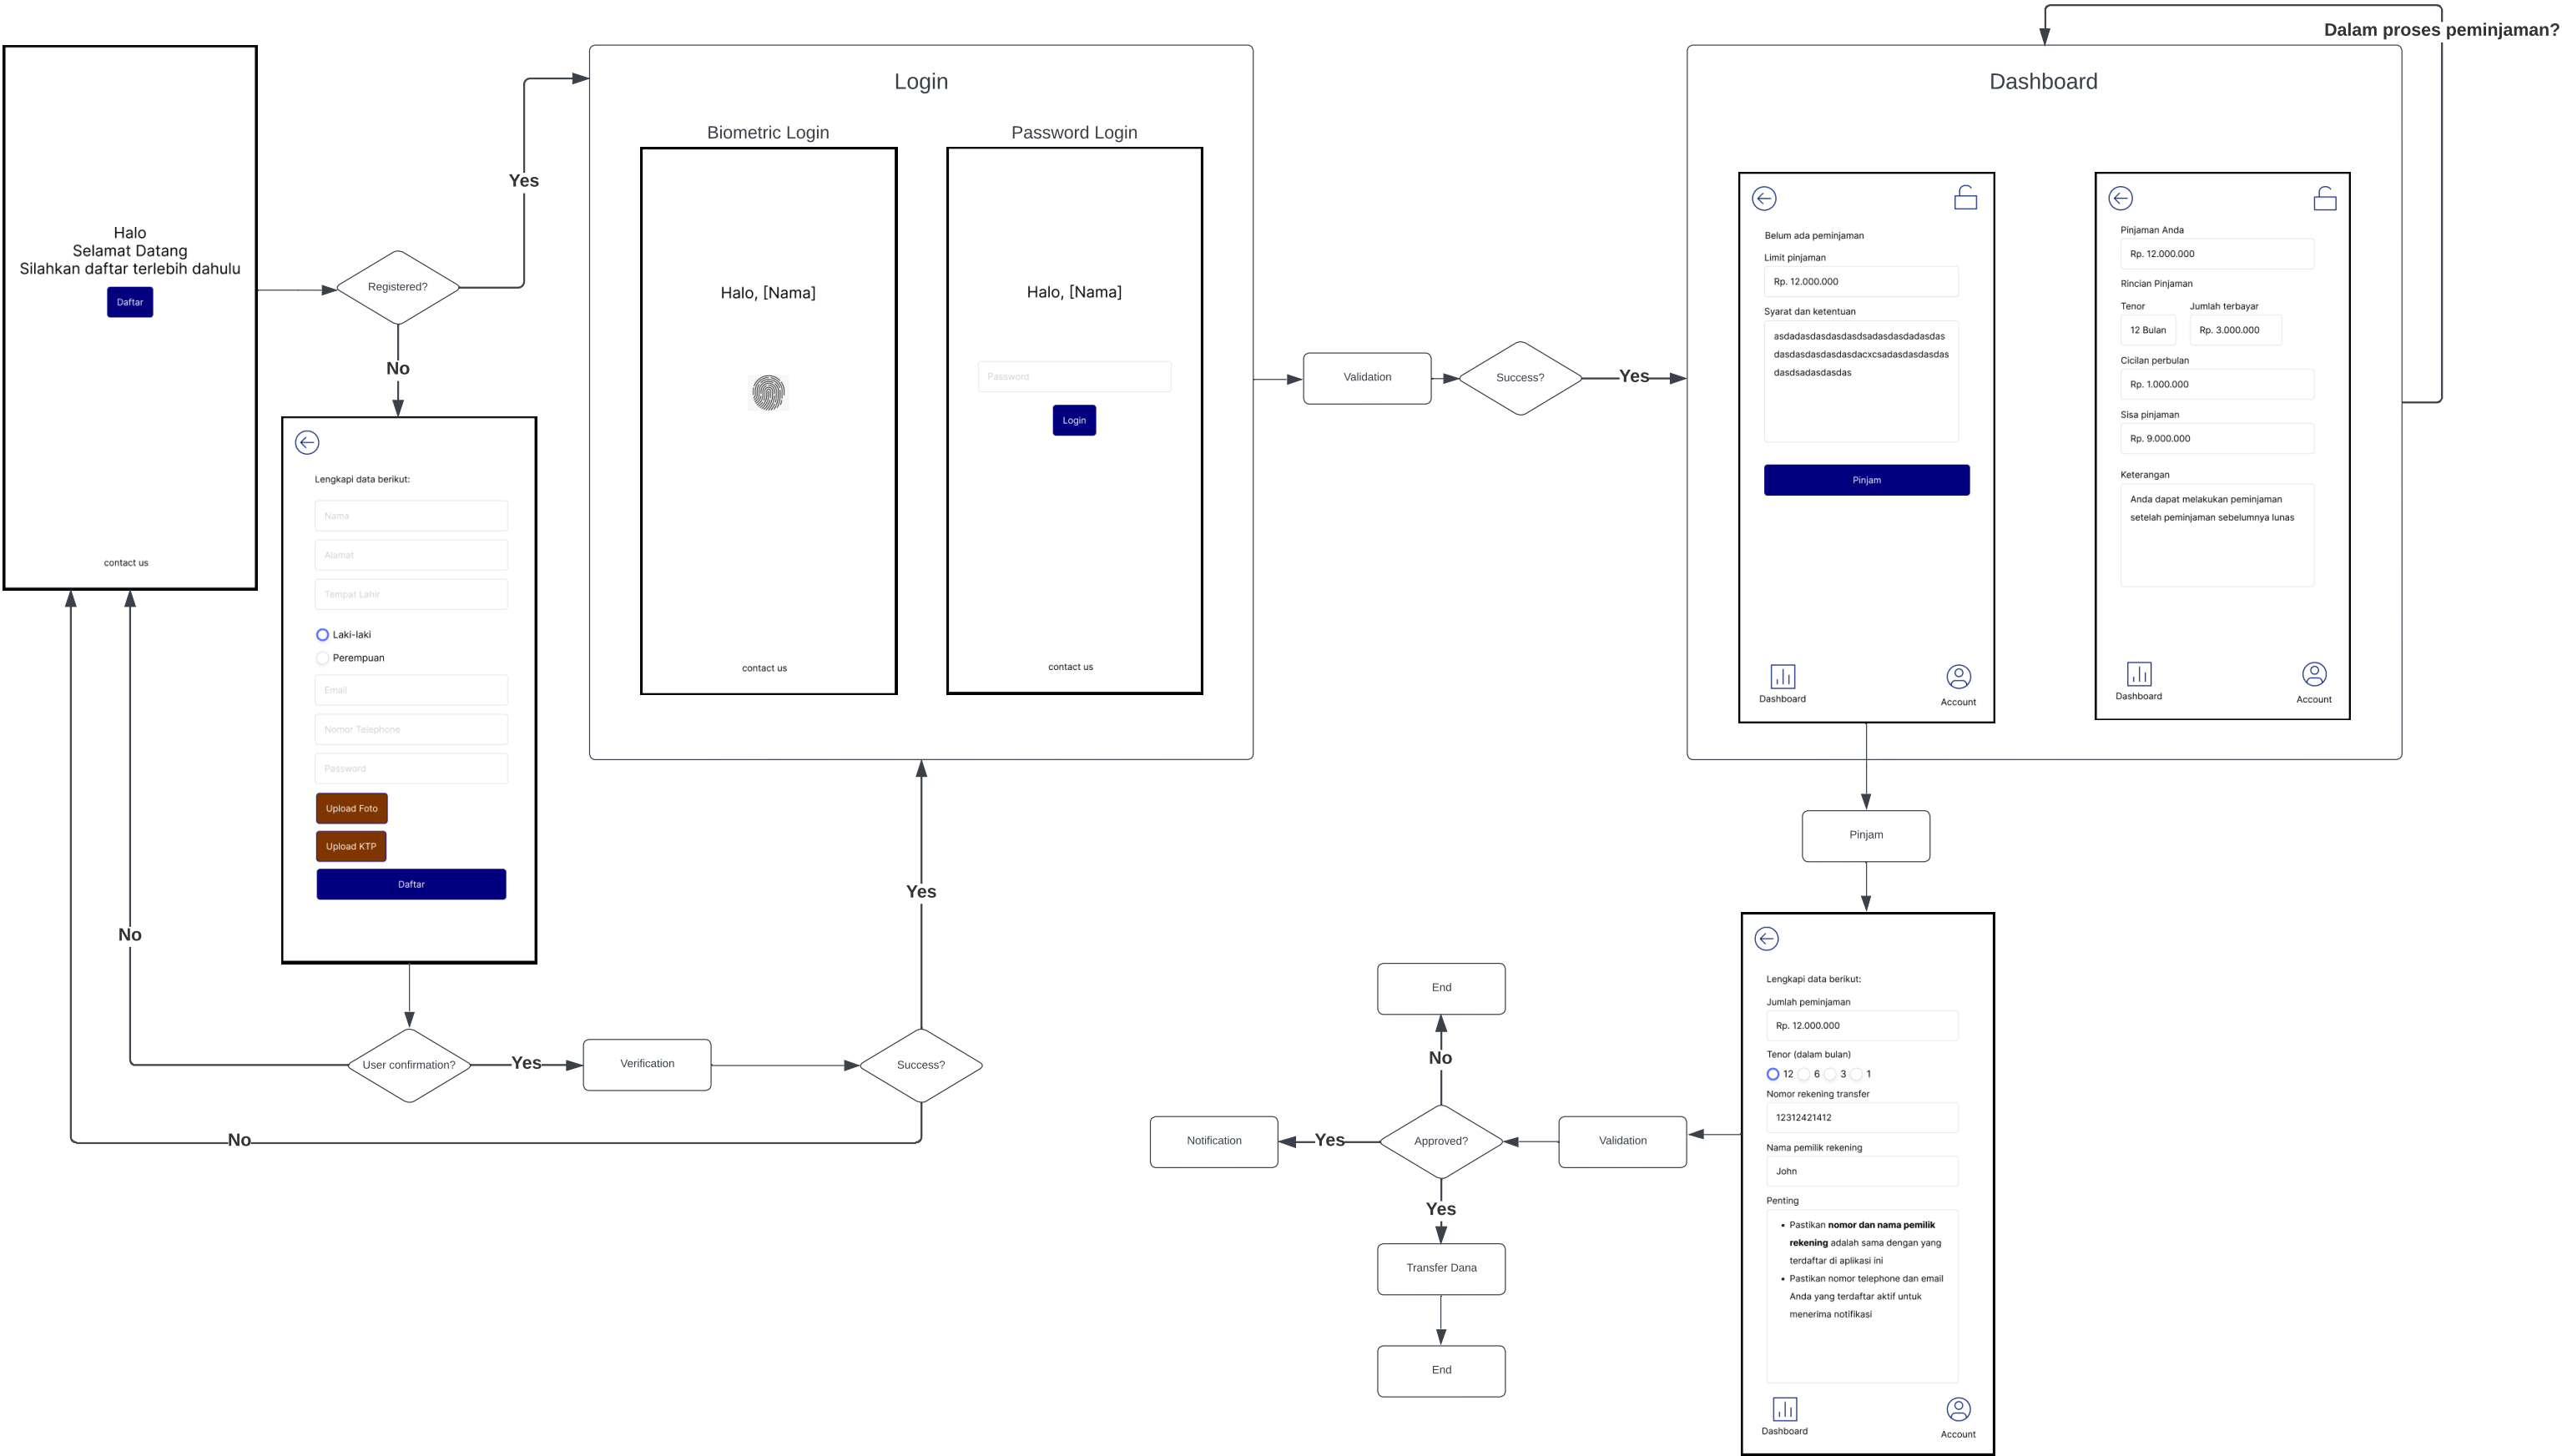 Halo
Selamat Datang
Silahkan daftar terlebih dahulu
Daftar
contact us
Registered?
Yes
No
Lengkapi data berikut:
Nama
Alamat
Tempat Lahir
Laki-laki
Perempuan
Email
Nomor Telephone
Password
Upload Foto
Upload KTP
Daftar
User confirmation?
No
Yes
Verification
Success?
No
Yes
Login
Biometric Login
Halo, [Nama]
contact us
Password Login
Halo, [Nama]
Password
Login
contact us
Validation
Success?
Yes
Dashboard
Dalam proses peminjaman?
Belum ada peminjaman
Limit pinjaman
Rp. 12.000.000
Syarat dan ketentuan
asdadasdasdasdasdsadasdasdadasdas
dasdasdasdasdasdacxcsadasdasdasdas
dasdsadasdasdas
Pinjam
Dashboard
Account
Pinjaman Anda
Rp. 12.000.000
Rincian Pinjaman
Tenor Jumlah terbayar
12 Bulan Rp. 3.000.000
Cicilan perbulan
Rp. 1.000.000
Sisa pinjaman
Rp. 9.000.000
Keterangan
Anda dapat melakukan peminjaman
setelah peminjaman sebelumnya lunas
Dashboard
Account
Pinjam
Lengkapi data berikut:
Jumlah peminjaman
Rp. 12.000.000
Tenor (dalam bulan)
12 6 3 1
Nomor rekening transfer
12312421412
Nama pemilik rekening
John
Penting
• Pastikan nomor dan nama pemilik
rekening adalah sama dengan yang
terdaftar di aplikasi ini
• Pastikan nomor telephone dan email
Anda yang terdaftar aktif untuk
menerima notifikasi
Dashboard
Account
Validation
Approved?
No
End
Yes
Notification
Yes
Transfer Dana
End